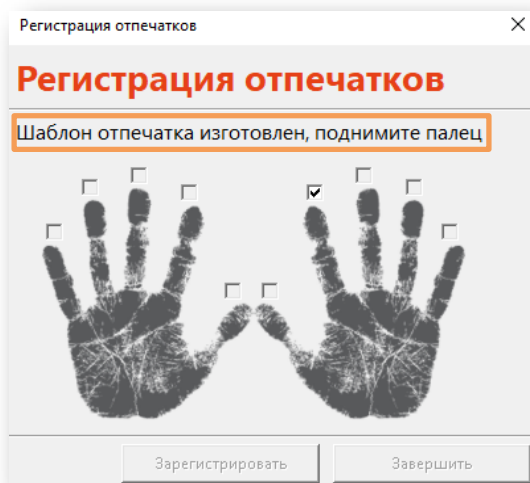 Регистрация отпечатков
Регистрация отпечатков
Шаблон отпечатка изготовлен, поднимите палец
Зарегистрировать
Завершить